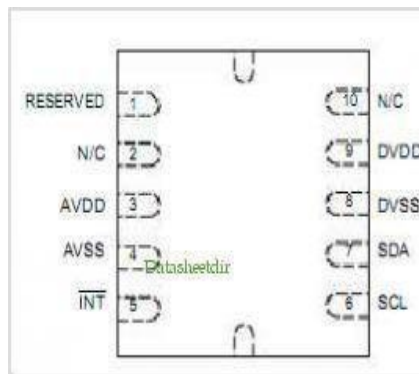 RESERVED 1 10 N/C
N/C 2 9 DVDD
AVDD 3 8 DVSS
AVSS 4 7 SDA
Datasheetdir
INT 5 6 SCL